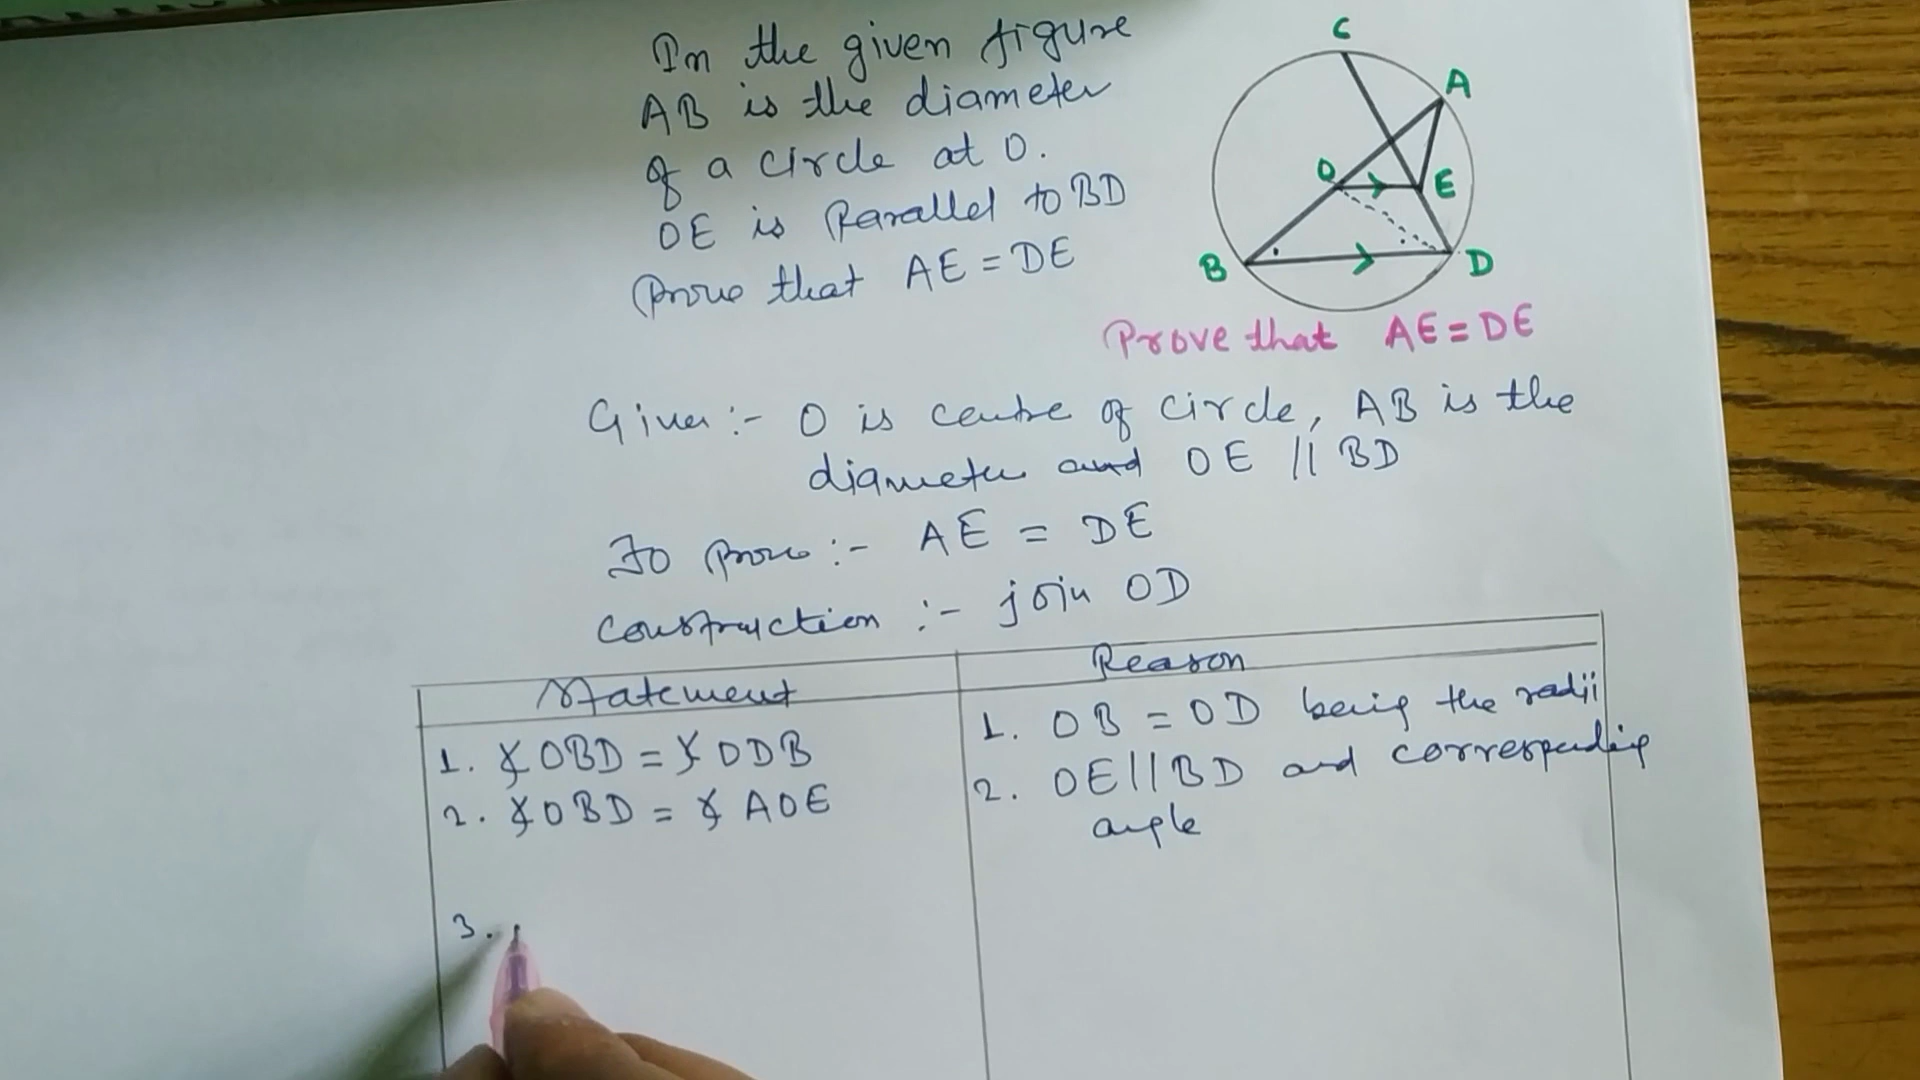 In the given figure
AB is the diameter
of a circle at O.
OE is Parallel to BD
Prove that AE = DE
C
A
O
E
B
D
Prove that AE = DE
Given :- O is centre of circle, AB is the
diameter and OE // BD
To prove :- AE = DE
Construction :- join OD
Statement
Reason
1. ∠OBD = ∠ODB
1. OB = OD being the radii
2. ∠OBD = ∠AOE
2. OE//BD and corresponding
angle
3.